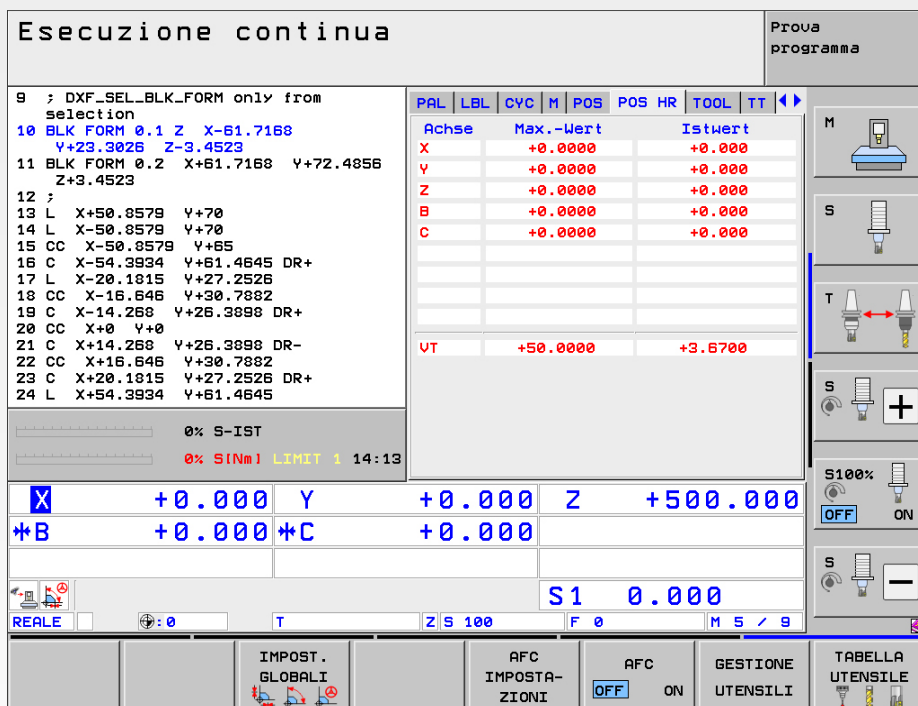 Esecuzione continua
Prova
programma
9 ; DXF_SEL_BLK_FORM only from
selection
10 BLK FORM 0.1 Z X-61.7168
Y+23.3026 Z-3.4523
11 BLK FORM 0.2 X+61.7168 Y+72.4856
Z+3.4523
12 ;
13 L X+50.8579 Y+70
14 L X-50.8579 Y+70
15 CC X-50.8579 Y+65
16 C X-54.3934 Y+61.4645 DR+
17 L X-20.1815 Y+27.2526
18 CC X-16.646 Y+30.7882
19 C X-14.268 Y+26.3898 DR+
20 CC X+0 Y+0
21 C X+14.268 Y+26.3898 DR-
22 CC X+16.646 Y+30.7882
23 C X+20.1815 Y+27.2526 DR+
24 L X+54.3934 Y+61.4645
PAL LBL CYC M POS POS HR TOOL TT
Achse Max.-Wert Istwert
X +0.0000 +0.000
Y +0.0000 +0.000
Z +0.0000 +0.000
B +0.0000 +0.000
C +0.0000 +0.000
VT +50.0000 +3.6700
0% S-IST
0% S[Nm] LIMIT 1 14:13
X +0.000 Y +0.000 Z +500.000
B +0.000 C +0.000
S1 0.000
REALE : 0 T Z S 100 F 0 M 5 / 9
M
S
T
S
+
S100%
OFF ON
S
-
IMPOST.
GLOBALI
AFC
IMPOSTA-
ZIONI
AFC
OFF ON
GESTIONE
UTENSILI
TABELLA
UTENSILE